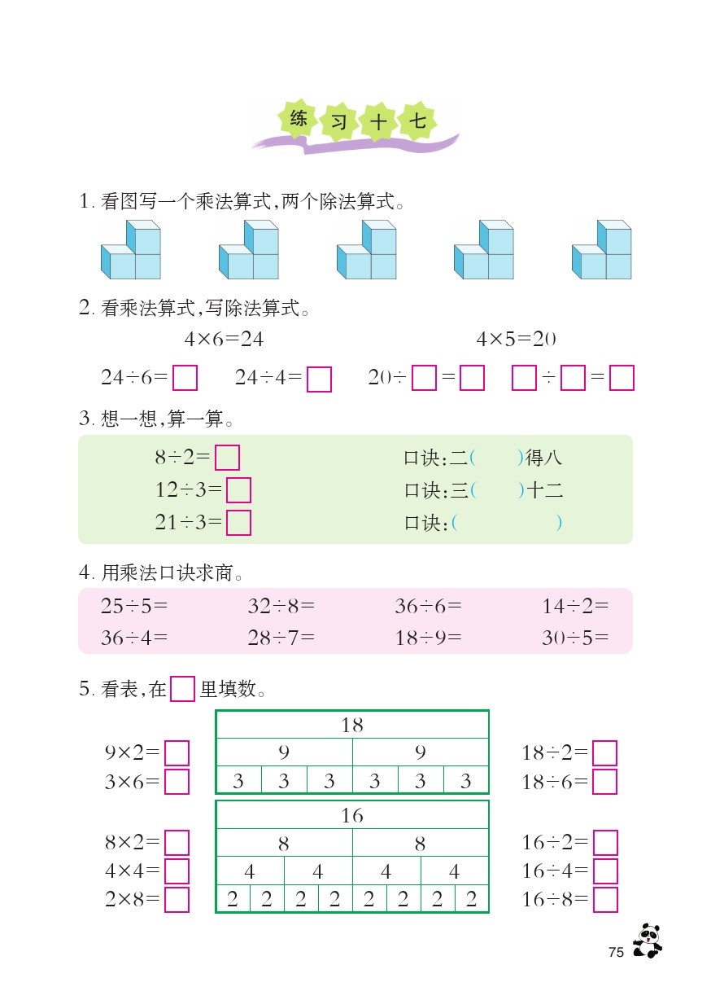 练习十七
1. 看图写一个乘法算式,两个除法算式。
2. 看乘法算式,写除法算式。
4×6=24 4×5=20
24÷6=□ 24÷4=□ 20÷□=□ □÷□=□
3. 想一想,算一算。
8÷2=□ 口诀:二( )得八
12÷3=□ 口诀:三( )十二
21÷3=□ 口诀:( )
4. 用乘法口诀求商。
25÷5= 32÷8= 36÷6= 14÷2=
36÷4= 28÷7= 18÷9= 30÷5=
5. 看表,在□里填数。
18
9×2=□ 9 9 18÷2=□
3×6=□ 3 3 3 3 3 3 18÷6=□
16
8×2=□ 8 8 16÷2=□
4×4=□ 4 4 4 4 16÷4=□
2×8=□ 2 2 2 2 2 2 2 2 16÷8=□
75